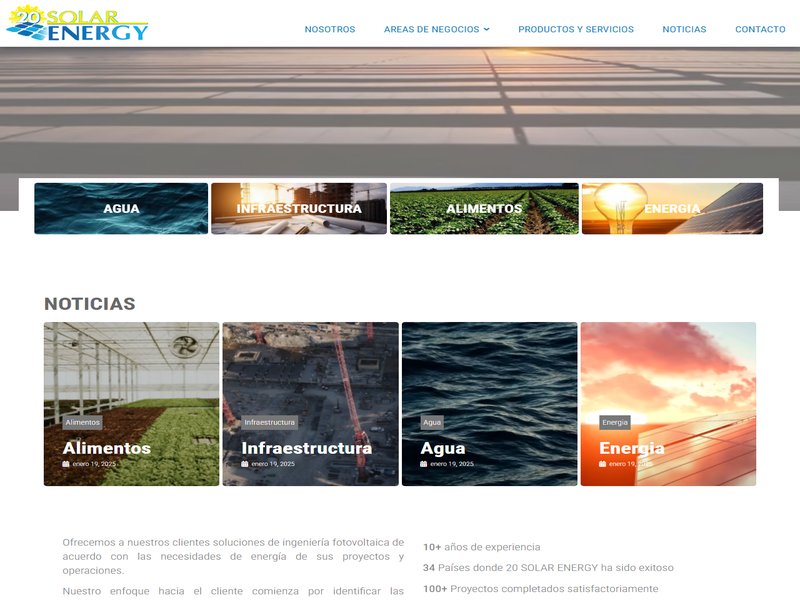 20 SOLAR
ENERGY
NOSOTROS
AREAS DE NEGOCIOS
PRODUCTOS Y SERVICIOS
NOTICIAS
CONTACTO
AGUA
INFRAESTRUCTURA
ALIMENTOS
ENERGIA
NOTICIAS
Alimentos
Alimentos
enero 19, 2025
Infraestructura
Infraestructura
enero 19, 2025
Agua
Agua
enero 19, 2025
Energia
Energia
enero 19, 2025
Ofrecemos a nuestros clientes soluciones de ingeniería fotovoltaica de
acuerdo con las necesidades de energía de sus proyectos y
operaciones.
Nuestro enfoque hacia el cliente comienza por identificar las
10+ años de experiencia
34 Países donde 20 SOLAR ENERGY ha sido exitoso
100+ Proyectos completados satisfactoriamente